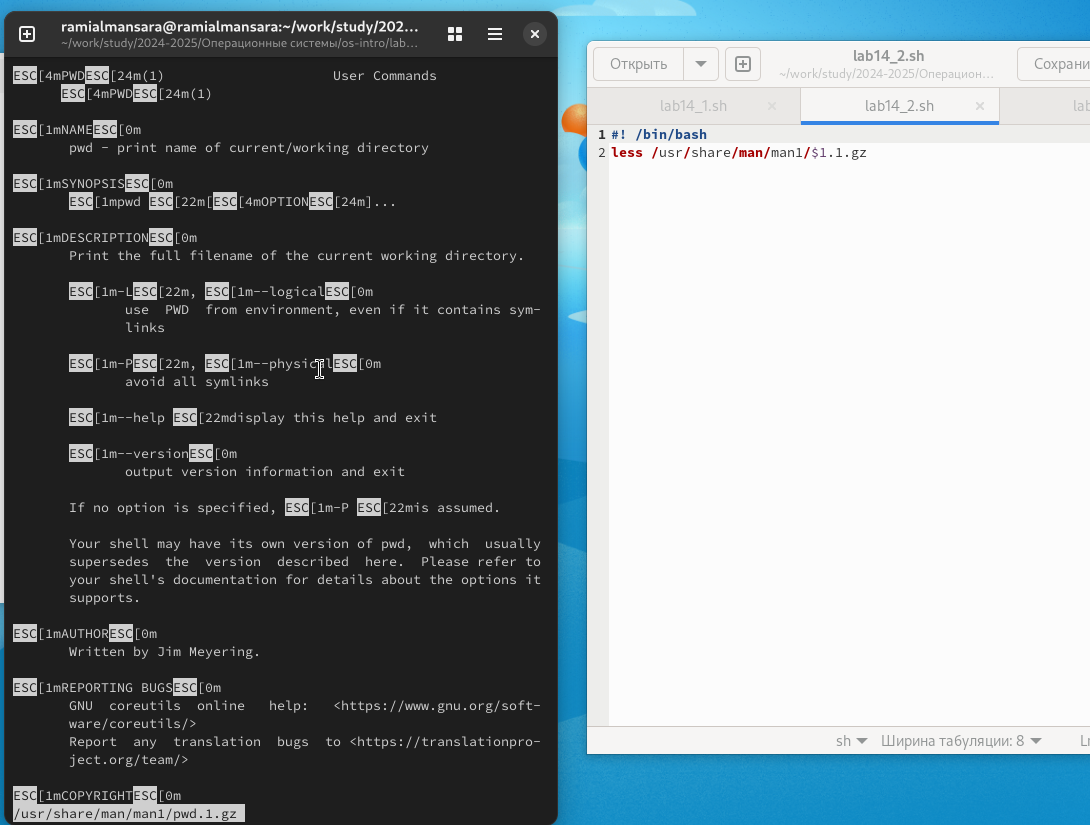 ramialmansara@ramialmansara:~/work/study/202...
~/work/study/2024-2025/Операционные системы/os-intro/lab...
ESC[4mPWDESC[24m(1)                     User Commands
      ESC[4mPWDESC[24m(1)
ESC[1mNAMEESC[0m
       pwd - print name of current/working directory
ESC[1mSYNOPSISESC[0m
       ESC[1mpwd ESC[22m[ESC[4mOPTIONESC[24m]...
ESC[1mDESCRIPTIONESC[0m
       Print the full filename of the current working directory.
       ESC[1m-LESC[22m, ESC[1m--logicalESC[0m
              use  PWD  from environment, even if it contains sym-
              links
       ESC[1m-PESC[22m, ESC[1m--physicalESC[0m
              avoid all symlinks
       ESC[1m--help ESC[22mdisplay this help and exit
       ESC[1m--versionESC[0m
              output version information and exit
       If no option is specified, ESC[1m-P ESC[22mis assumed.
       Your shell may have its own version of pwd,  which  usually
       supersedes  the  version  described  here.  Please refer to
       your shell's documentation for details about the options it
       supports.
ESC[1mAUTHORESC[0m
       Written by Jim Meyering.
ESC[1mREPORTING BUGSESC[0m
       GNU  coreutils  online   help:   <https://www.gnu.org/soft-
       ware/coreutils/>
       Report  any  translation  bugs  to <https://translationpro-
       ject.org/team/>
ESC[1mCOPYRIGHTESC[0m
/usr/share/man/man1/pwd.1.gz
Открыть
lab14_2.sh
~/work/study/2024-2025/Операцион...
Сохрани
lab14_1.sh
lab14_2.sh
lab
1 #! /bin/bash
2 less /usr/share/man/man1/$1.1.gz
sh
Ширина табуляции: 8